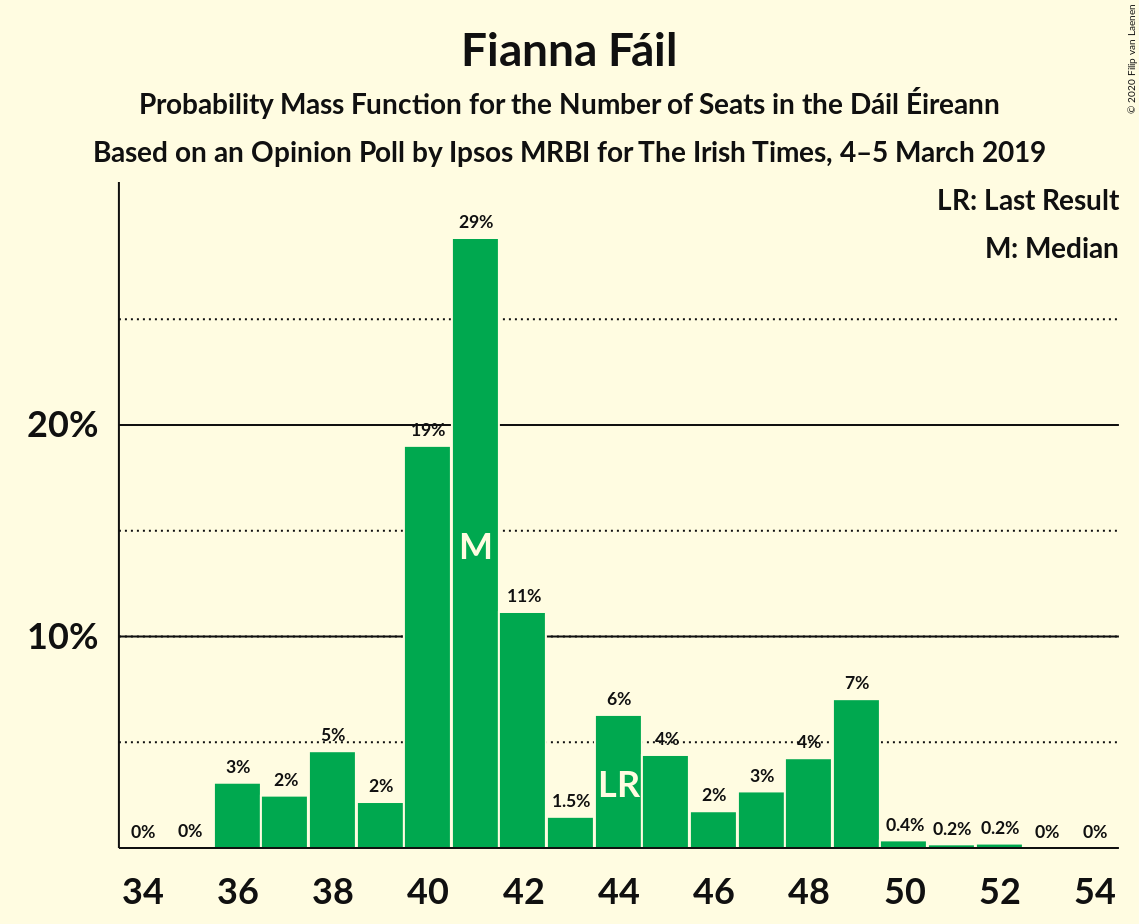 Fianna Fáil
Probability Mass Function for the Number of Seats in the Dáil Éireann
Based on an Opinion Poll by Ipsos MRBI for The Irish Times, 4–5 March 2019
© 2020 Filip van Laenen
LR: Last Result
M: Median
20%
10%
0% 0% 3% 2% 5% 2% 19% 29% 11% 1.5% 6% 4% 2% 3% 4% 7% 0.4% 0.2% 0.2% 0% 0%
M
LR
34 36 38 40 42 44 46 48 50 52 54